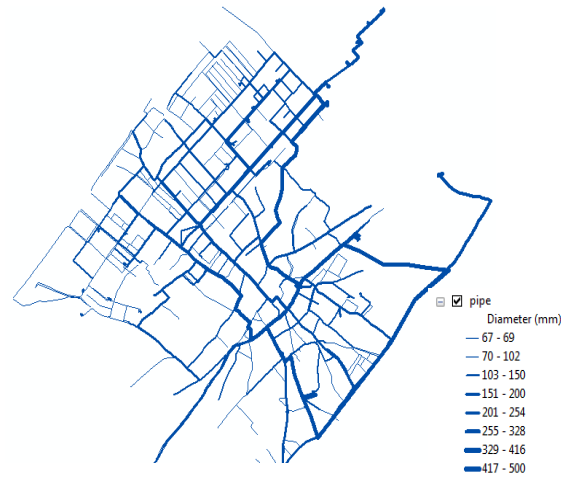 pipe
Diameter (mm)
67 - 69
70 - 102
103 - 150
151 - 200
201 - 254
255 - 328
329 - 416
417 - 500